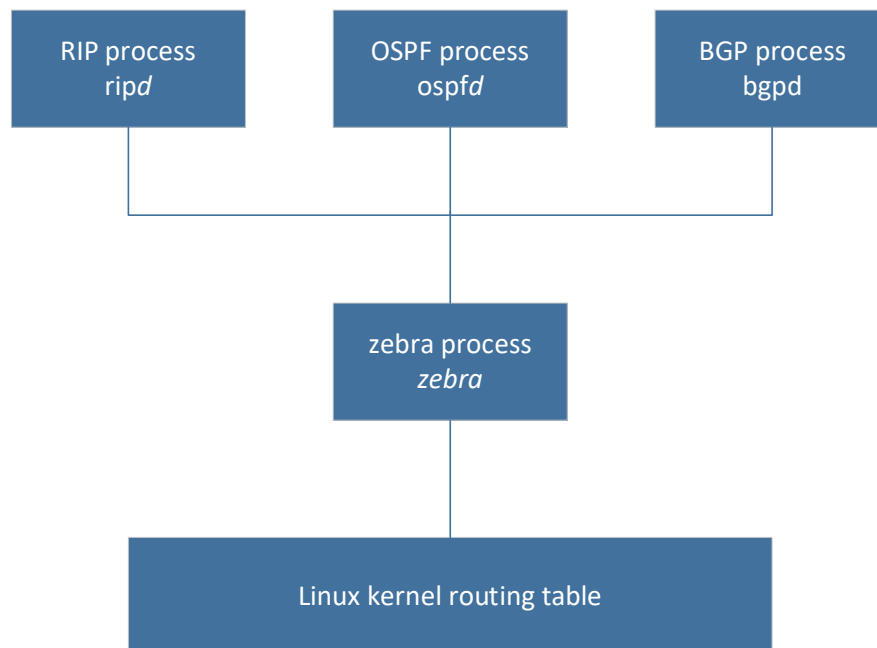 RIP process
ripd
OSPF process
ospfd
BGP process
bgpd
zebra process
zebra
Linux kernel routing table